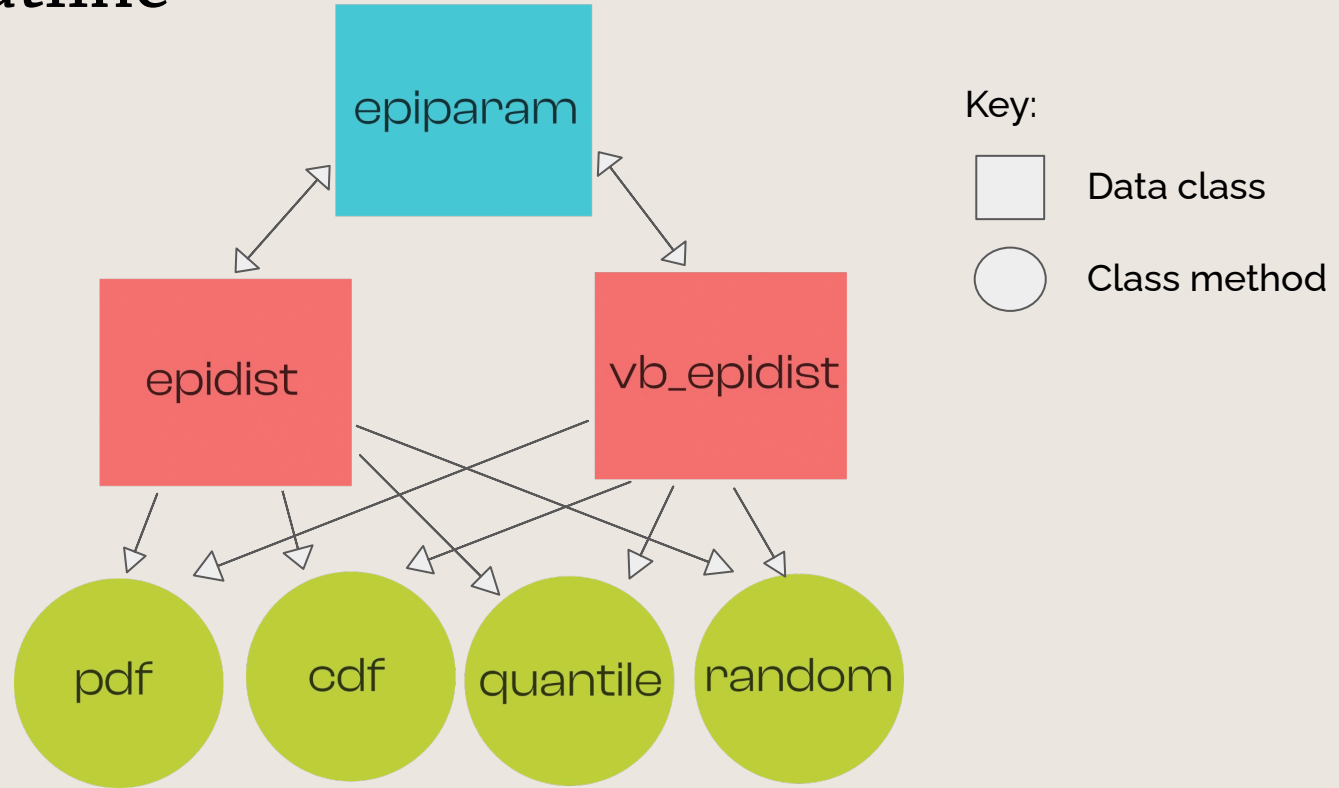 epiparam
Key:
Data class
Class method
epidist
vb_epidist
pdf
cdf
quantile
random